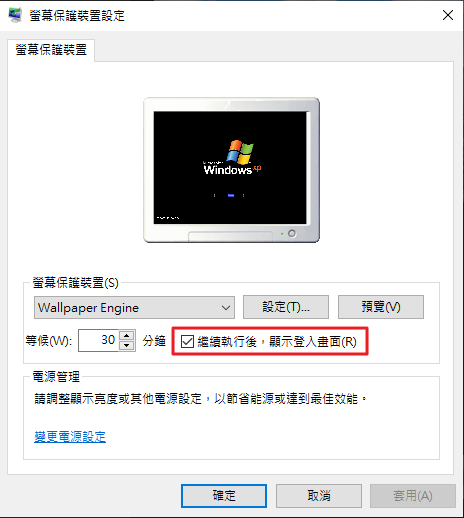 螢幕保護裝置設定
螢幕保護裝置
Microsoft
Windows xp
螢幕保護裝置(S)
Wallpaper Engine
設定(T)...
預覽(V)
等候(W): 30 分鐘 繼續執行後，顯示登入畫面(R)
電源管理
請調整顯示亮度或其他電源設定，以節省能源或達到最佳效能。
變更電源設定
確定
取消
套用(A)